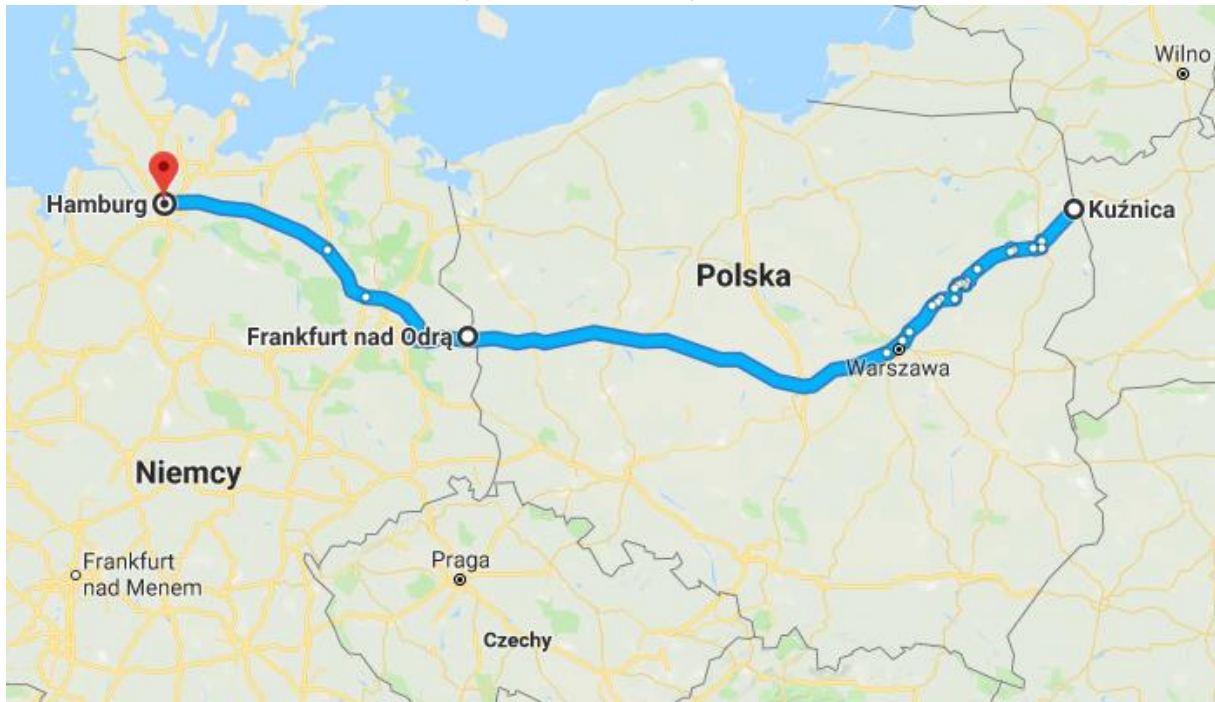 Wilno
Hamburg
Kuźnica
Polska
Frankfurt nad Odrą
Warszawa
Niemcy
Frankfurt
nad Menem
Praga
Czechy